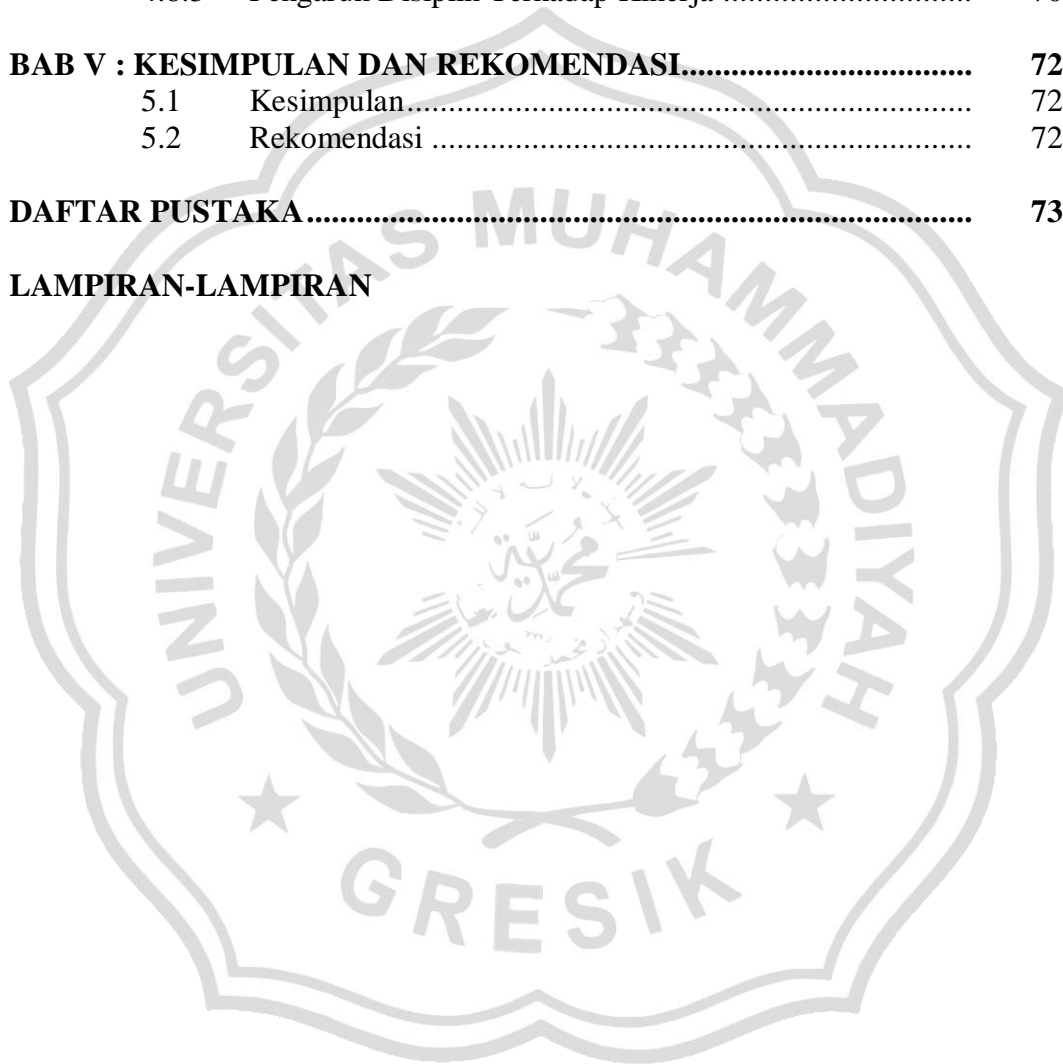 BAB V : KESIMPULAN DAN REKOMENDASI................................. 72
5.1 Kesimpulan......................................................................... 72
5.2 Rekomendasi ...................................................................... 72
DAFTAR PUSTAKA.......................................................................... 73
LAMPIRAN-LAMPIRAN
UNIVERSITAS MUHAMMADIYAH
محمدية
GRESIK